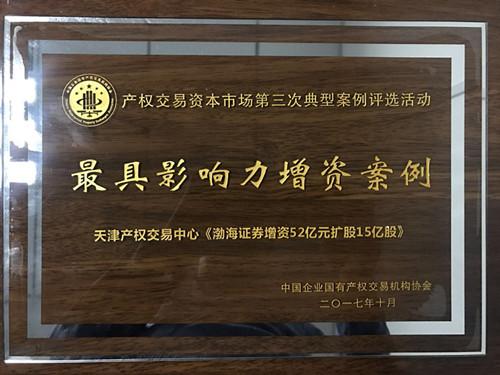 产权交易资本市场第三次典型案例评选活动
最具影响力增资案例
天津产权交易中心《渤海证券增资52亿元扩股15亿股》
中国企业国有产权交易机构协会
二〇一七年十月